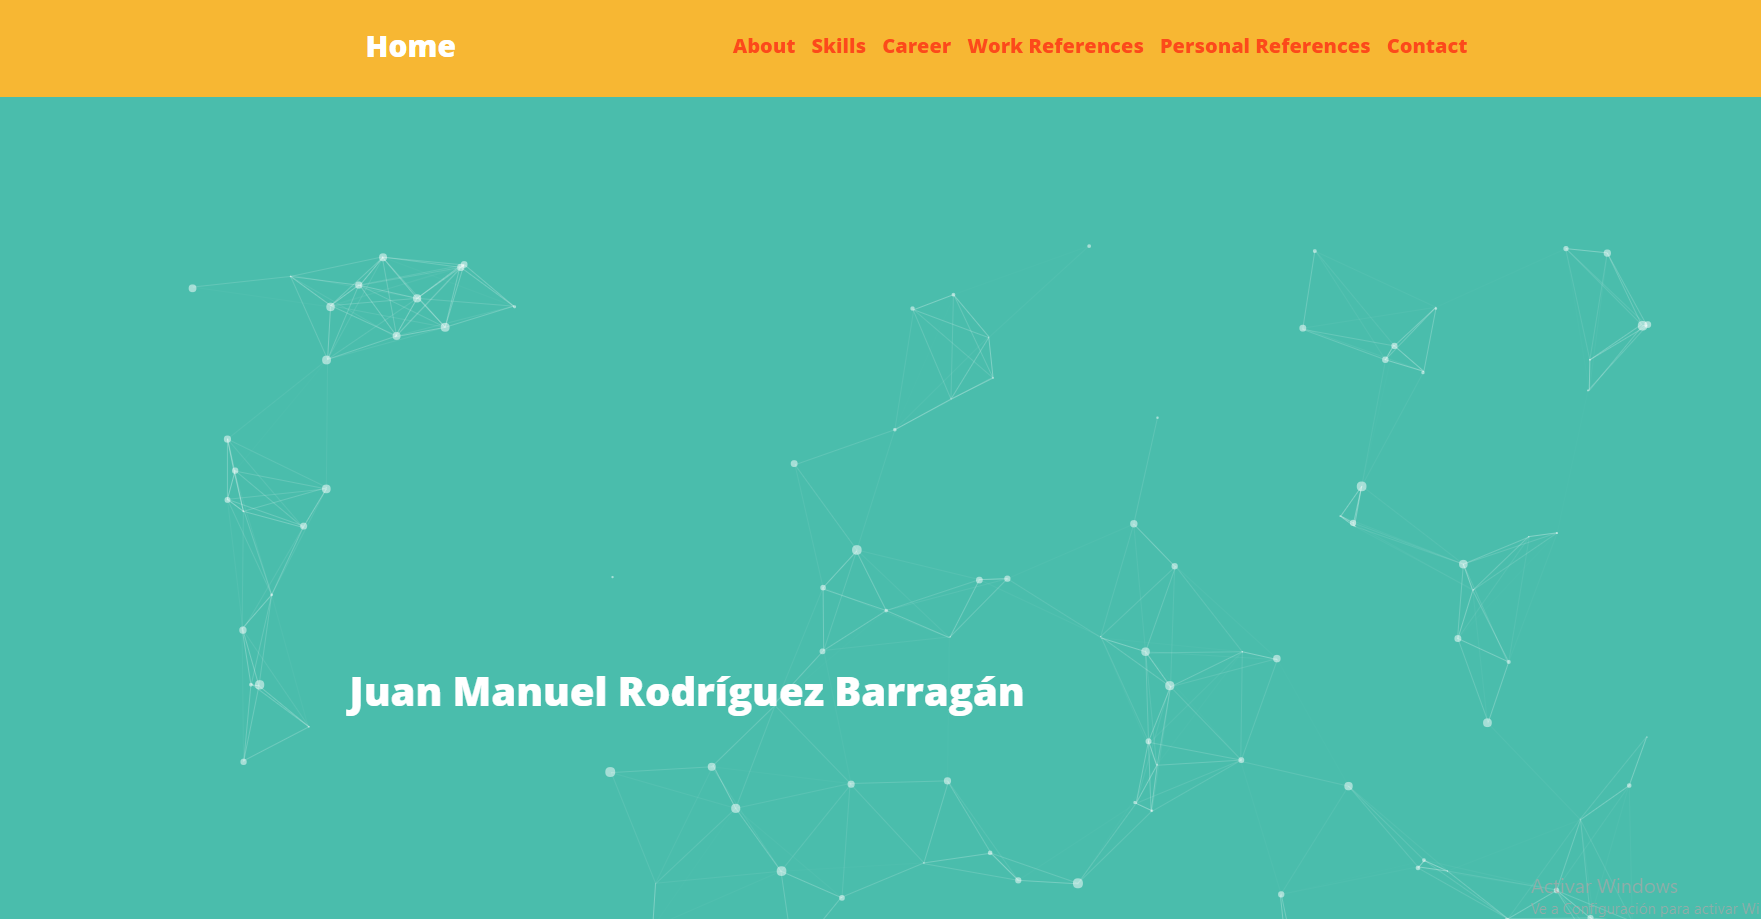 Home
About Skills Career Work References Personal References Contact
Juan Manuel Rodríguez Barragán
Activar Windows
Ve a Configuración para activar W